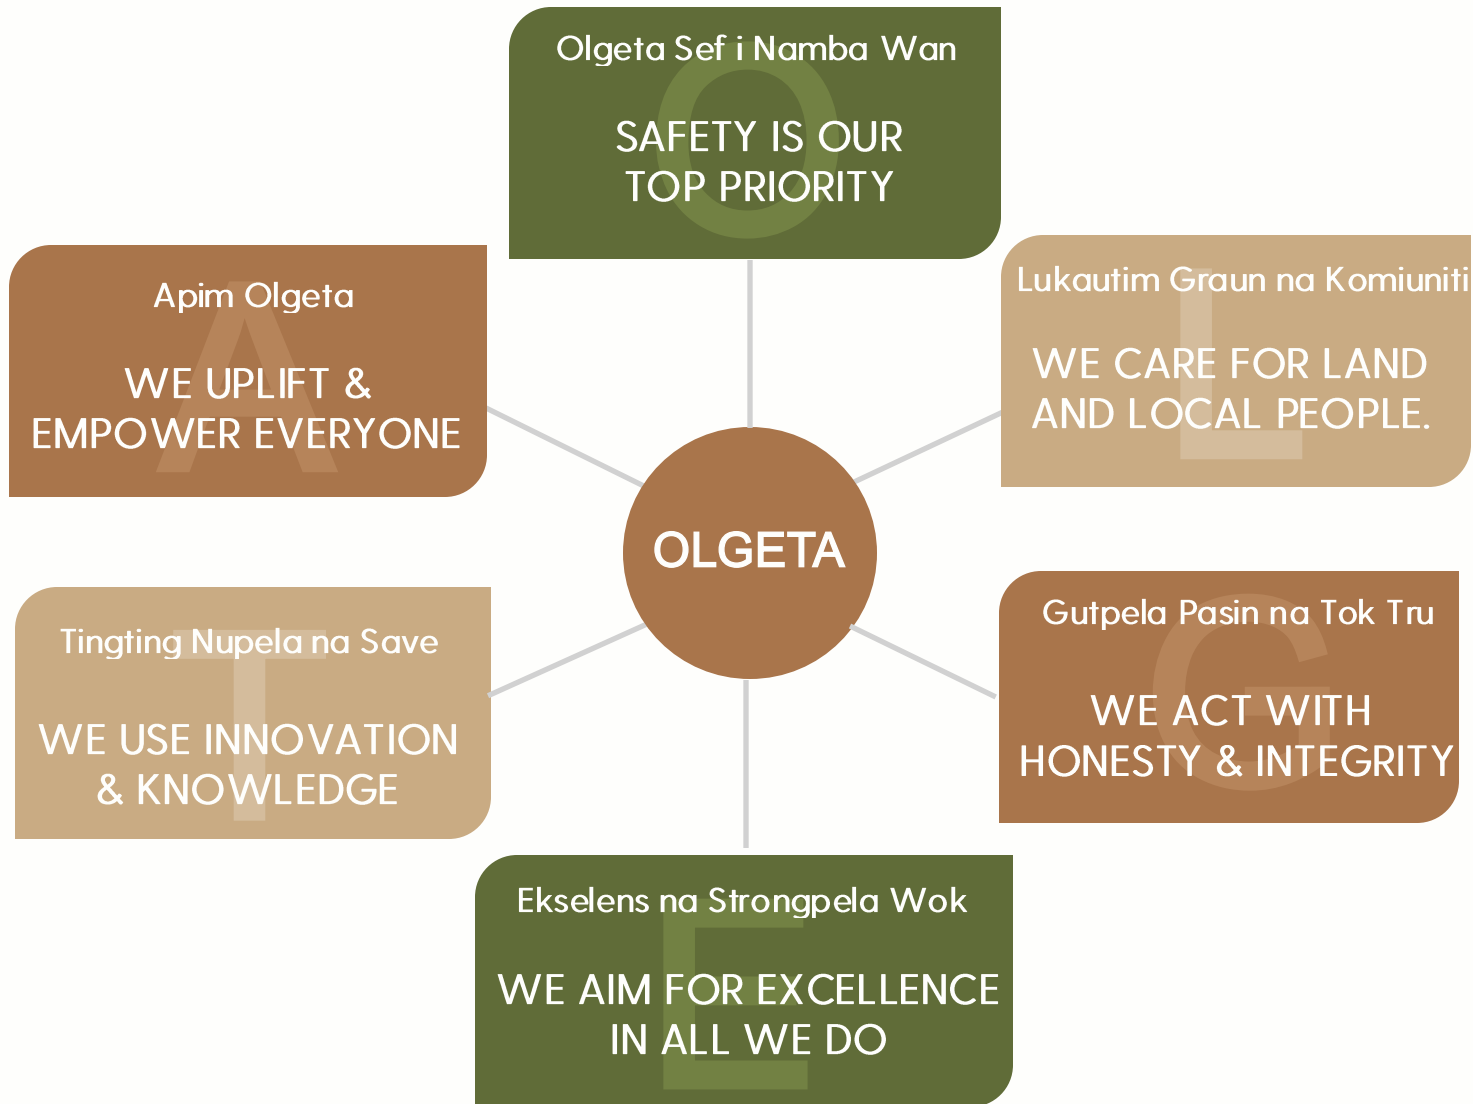 Olgeta Sef i Namba Wan
O
SAFETY IS OUR
TOP PRIORITY
Lukautim Graun na Komiuniti
L
WE CARE FOR LAND
AND LOCAL PEOPLE.
Gutpela Pasin na Tok Tru
G
WE ACT WITH
HONESTY & INTEGRITY
Ekselens na Strongpela Wok
E
WE AIM FOR EXCELLENCE
IN ALL WE DO
Tingting Nupela na Save
T
WE USE INNOVATION
& KNOWLEDGE
Apim Olgeta
A
WE UPLIFT &
EMPOWER EVERYONE
OLGETA